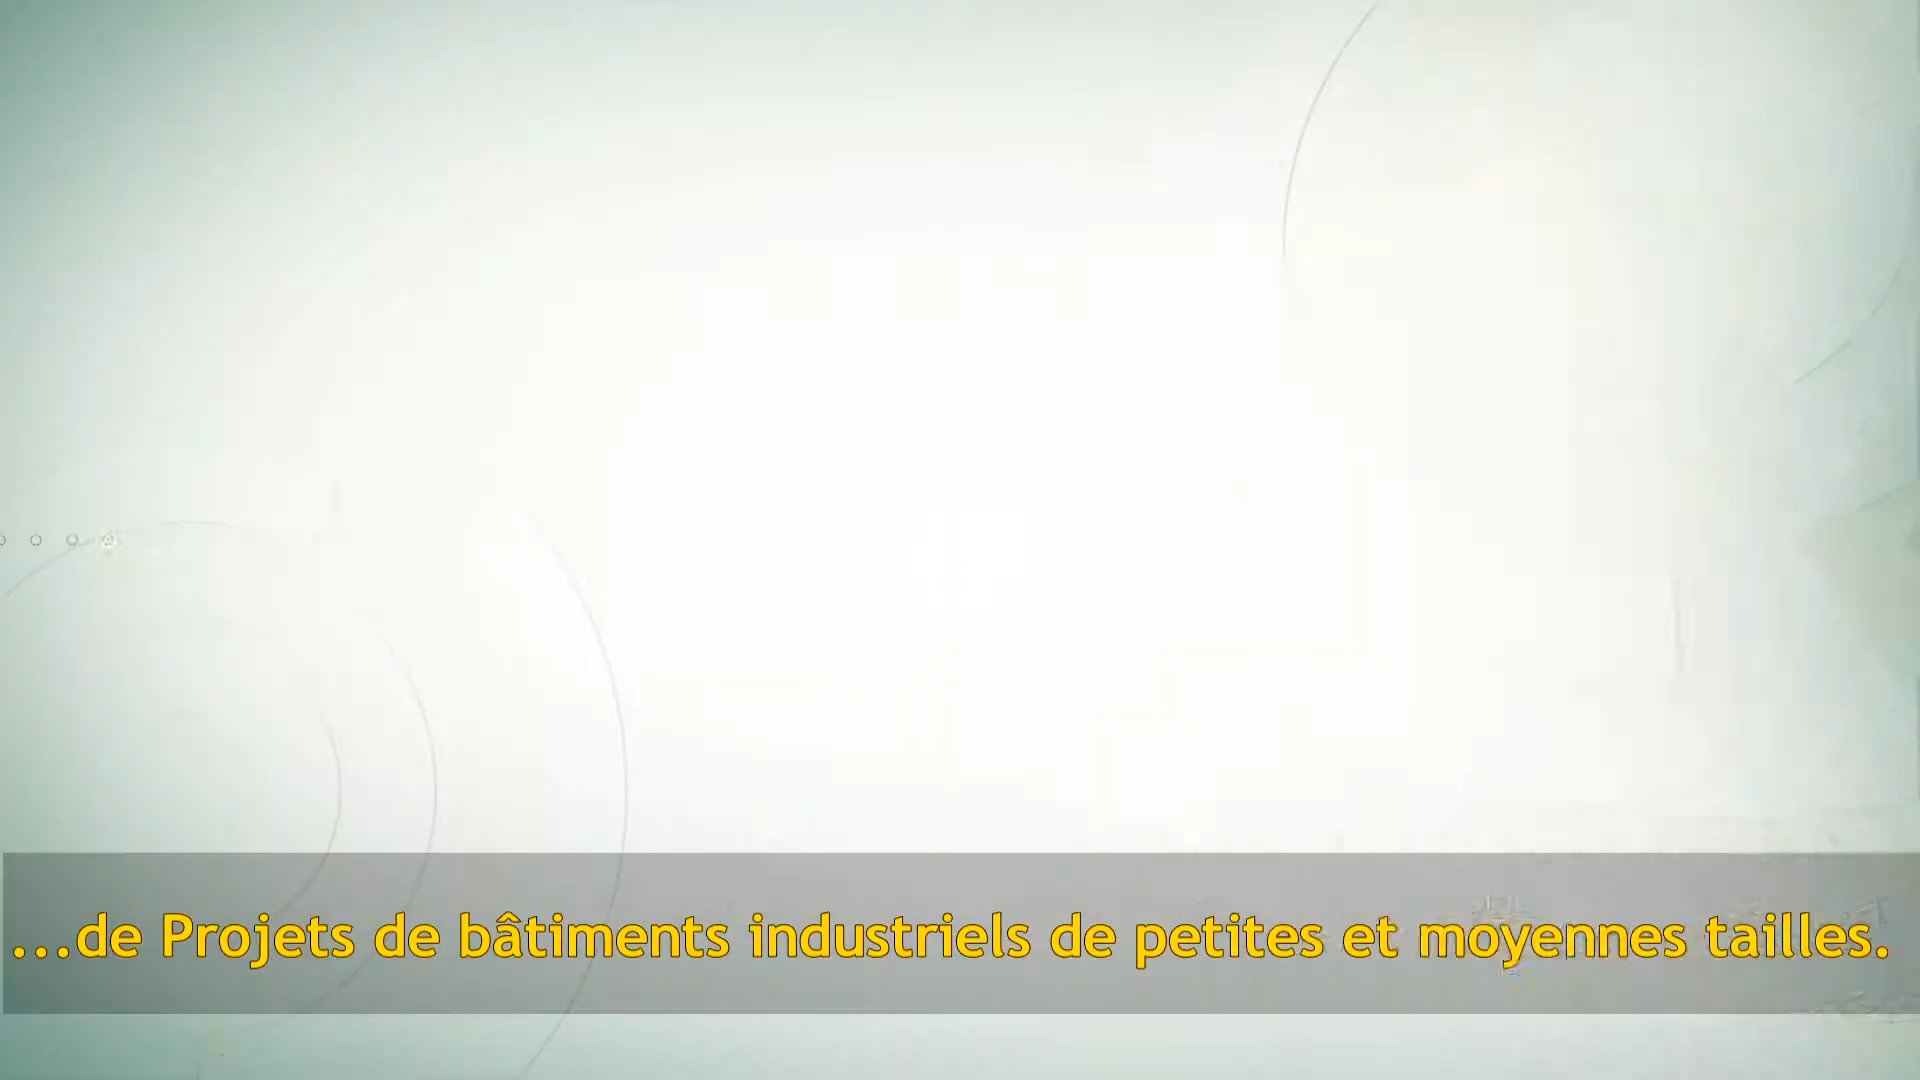 ...de Projets de bâtiments industriels de petites et moyennes tailles.